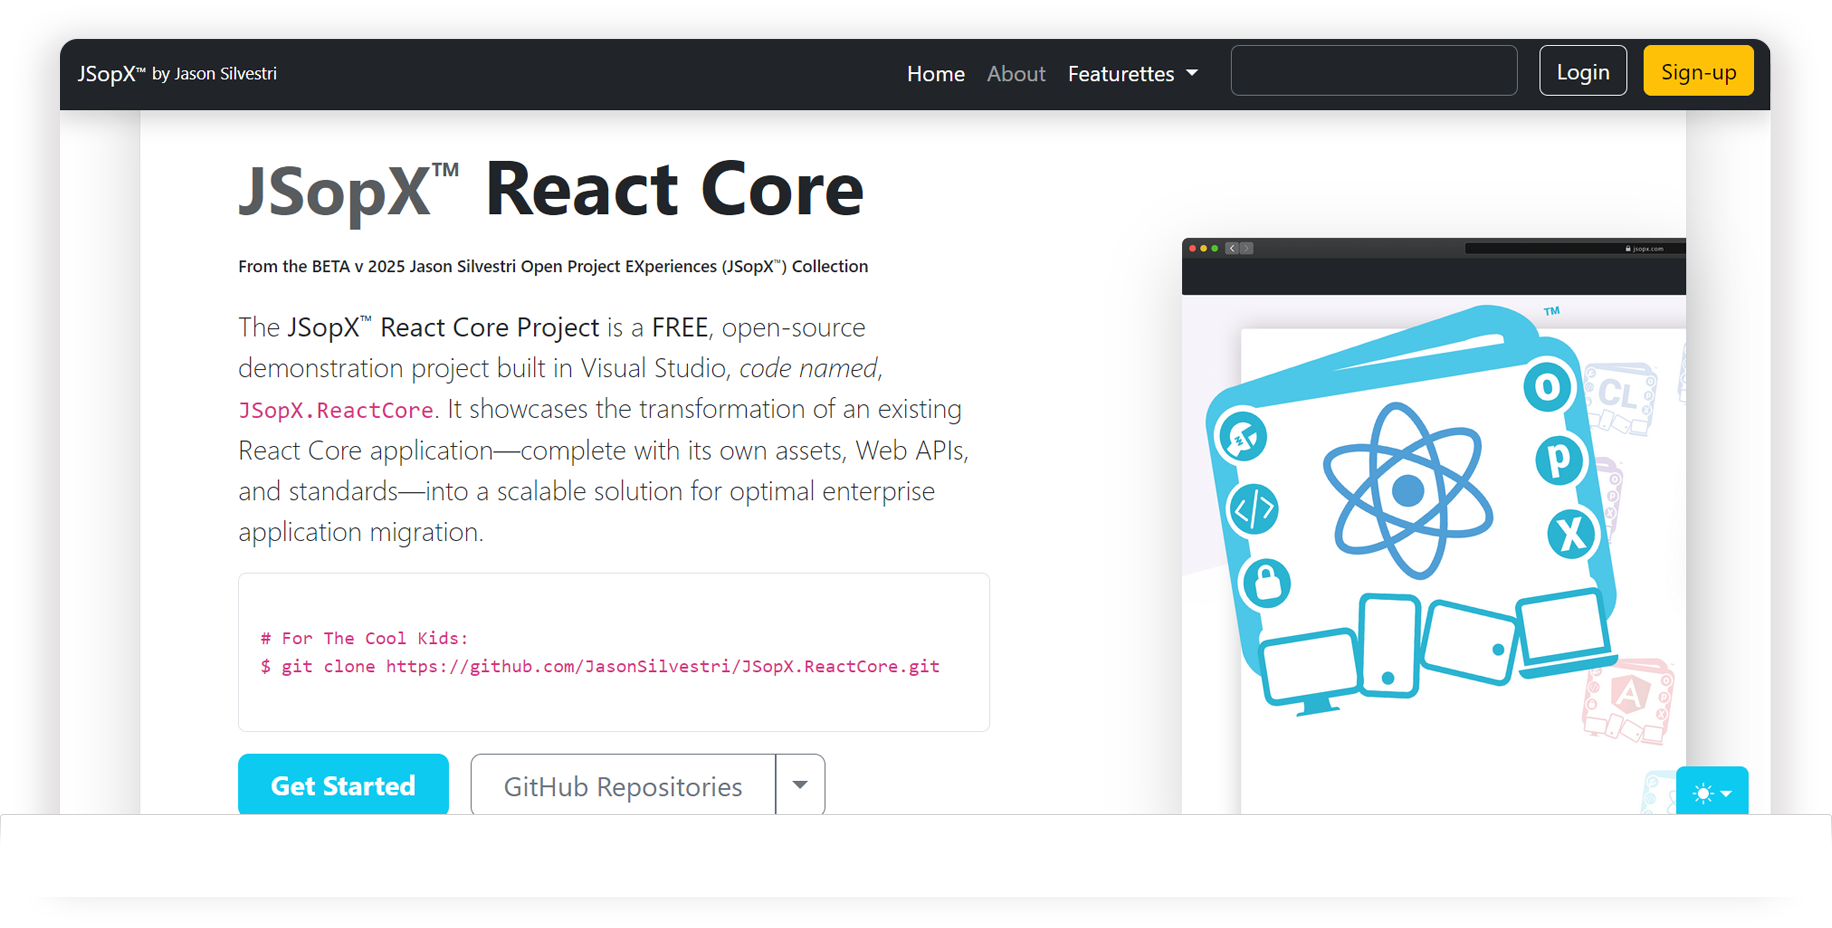 JSopX™ by Jason Silvestri
Home About Featurettes
Login
Sign-up
JSopX™ React Core
From the BETA v 2025 Jason Silvestri Open Project EXperiences (JSopX™) Collection
The JSopX™ React Core Project is a FREE, open-source
demonstration project built in Visual Studio, code named,
JSopX.ReactCore. It showcases the transformation of an existing
React Core application—complete with its own assets, Web APIs,
and standards—into a scalable solution for optimal enterprise
application migration.
# For The Cool Kids:
$ git clone https://github.com/JasonSilvestri/JSopX.ReactCore.git
Get Started
GitHub Repositories
jsopx.com
TM
O
p
X
</>
CL
A